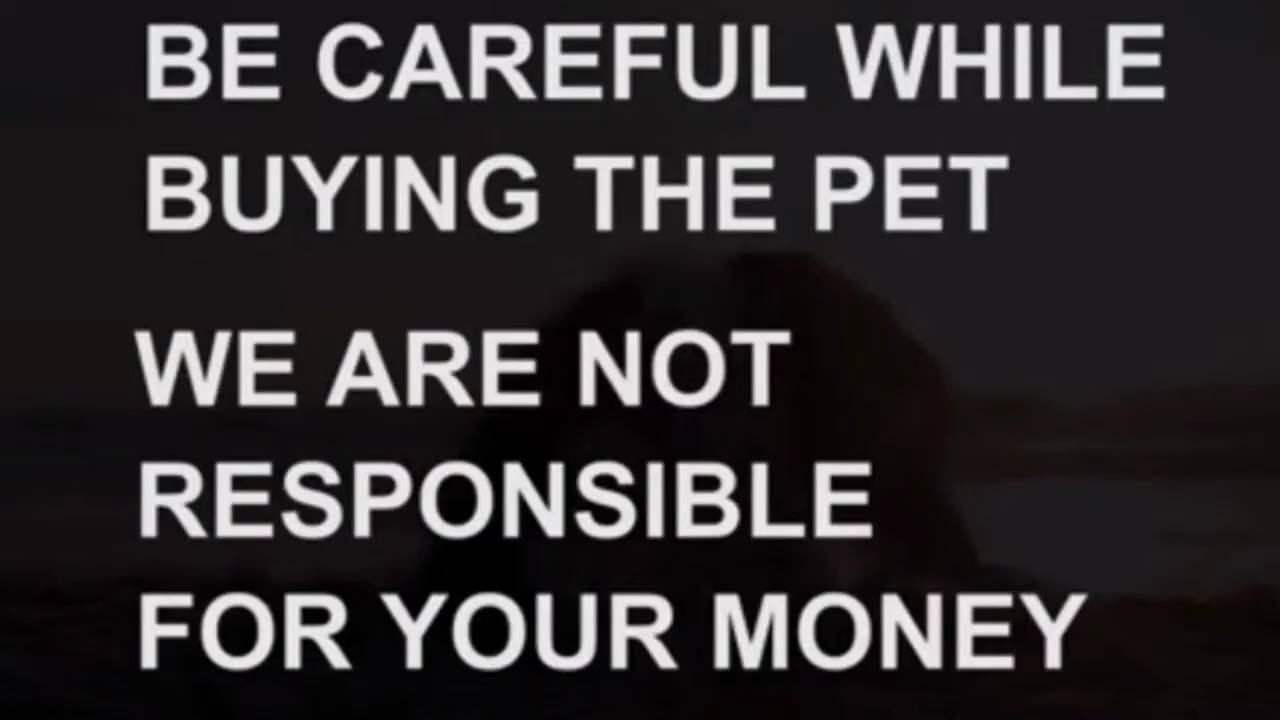 BE CAREFUL WHILE
BUYING THE PET
WE ARE NOT
RESPONSIBLE
FOR YOUR MONEY